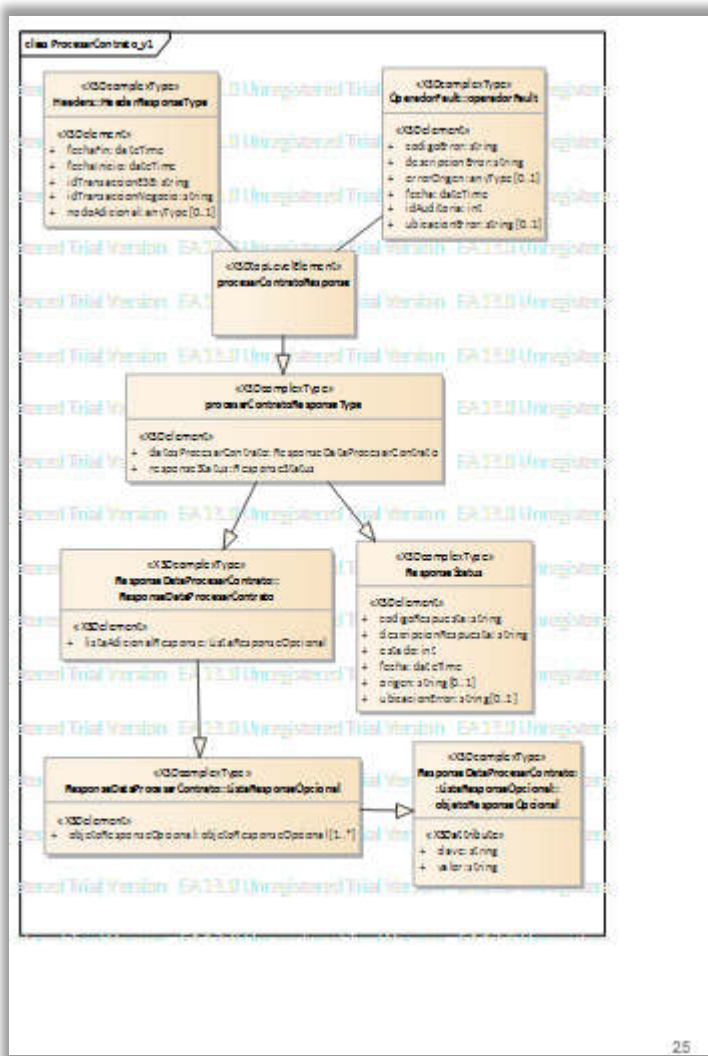 class ProcesarContrato_v1
«XSDcomplexType»
Headers::HeaderResponseType
«XSDelement»
+ fechaFin: dateTime
+ fechaInicio: dateTime
+ idTransaccionESB: string
+ idTransaccionNegocio: string
+ nodoAdicional: anyType [0..1]
«XSDcomplexType»
OperadorFault::operadorFault
«XSDelement»
+ codigoError: string
+ descripcionError: string
+ errorOrigen: anyType [0..1]
+ fecha: dateTime
+ idAuditoria: int
+ ubicacionError: string [0..1]
«XSDtopLevelElement»
procesarContratoResponse
«XSDcomplexType»
procesarContratoResponseType
«XSDelement»
+ datosProcesarContrato: ResponseDataProcesarContrato
+ responseStatus: ResponseStatus
«XSDcomplexType»
ResponseDataProcesarContrato::
ResponseDataProcesarContrato
«XSDelement»
+ listaAdicionalResponse: ListaResponseOpcional
«XSDcomplexType»
ResponseStatus
«XSDelement»
+ codigoRespuesta: string
+ descripcionRespuesta: string
+ estado: int
+ fecha: dateTime
+ origen: string [0..1]
+ ubicacionError: string [0..1]
«XSDcomplexType»
ResponseDataProcesarContrato::ListaResponseOpcional
«XSDelement»
+ objetoResponseOpcional: objetoResponseOpcional [1..*]
«XSDcomplexType»
ResponseDataProcesarContrato:
:ListaResponseOpcional::
objetoResponseOpcional
«XSDattribute»
+ clave: string
+ valor: string
25